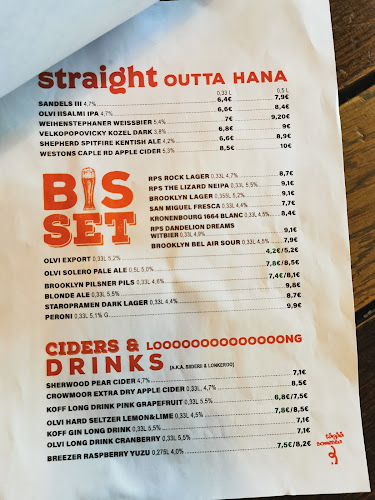 straight OUTTA HANA
0,33 L 0,5 L
SANDELS III 4,7% 6,4€ 7,9€
OLVI IISALMI IPA 4,7% 6,6€ 8,4€
WEIHENSTEPHANER WEISSBIER 5,4% 7€ 9,20€
VELKOPOPOVICKY KOZEL DARK 3,8% 6,8€ 9€
SHEPHERD SPITFIRE KENTISH ALE 4,2% 6,6€ 8,9€
WESTONS CAPLE RD APPLE CIDER 5,3% 8,5€ 10€
BISSET
RPS ROCK LAGER 0,33L 4,7% 8,7€
RPS THE LIZARD NEIPA 0,33L 5,5% 9,1€
BROOKLYN LAGER 0,355L 5,2% 9,1€
SAN MIGUEL FRESCA 0,33L 4,4% 7,7€
KRONENBOURG 1664 BLANC 0,33L 4,5% 8,4€
RPS DANDELION DREAMS
WITBIER 0,33L 4,9% 9,1€
BROOKLYN BEL AIR SOUR 0,33L 4,5% 7,9€
OLVI EXPORT 0,33L 5,2% 4,2€/5,2€
OLVI SOLERO PALE ALE 0,5L 5,0% 7,8€/8,5€
BROOKLYN PILSNER PILS 0,33L 4,6% 7,4€/8,1€
BLONDE ALE 0,33L 5,5% 9,8€
STAROPRAMEN DARK LAGER 0,33L 4,4% 8,7€
PERONI 0,33L 5,1% G 9,9€
CIDERS & LOOOOOOOOOOOOOONG
DRINKS (A.K.A. SIDERS & LONKEROO)
SHERWOOD PEAR CIDER 4,7% 7,1€
CROWMOOR EXTRA DRY APPLE CIDER 0,33L 4,7% 8,5€
KOFF LONG DRINK PINK GRAPEFRUIT 0,33L 5,5% 6,8€/7,5€
OLVI HARD SELTZER LEMON&LIME 0,33L 4,5% 7,8€/8,5€
KOFF GIN LONG DRINK 0,33L 5,5% 7,1€
OLVI LONG DRINK CRANBERRY 0,33L 5,5% 7,1€
BREEZER RASPBERRY YUZU 0,275L 4,0% 7,5€/8,2€